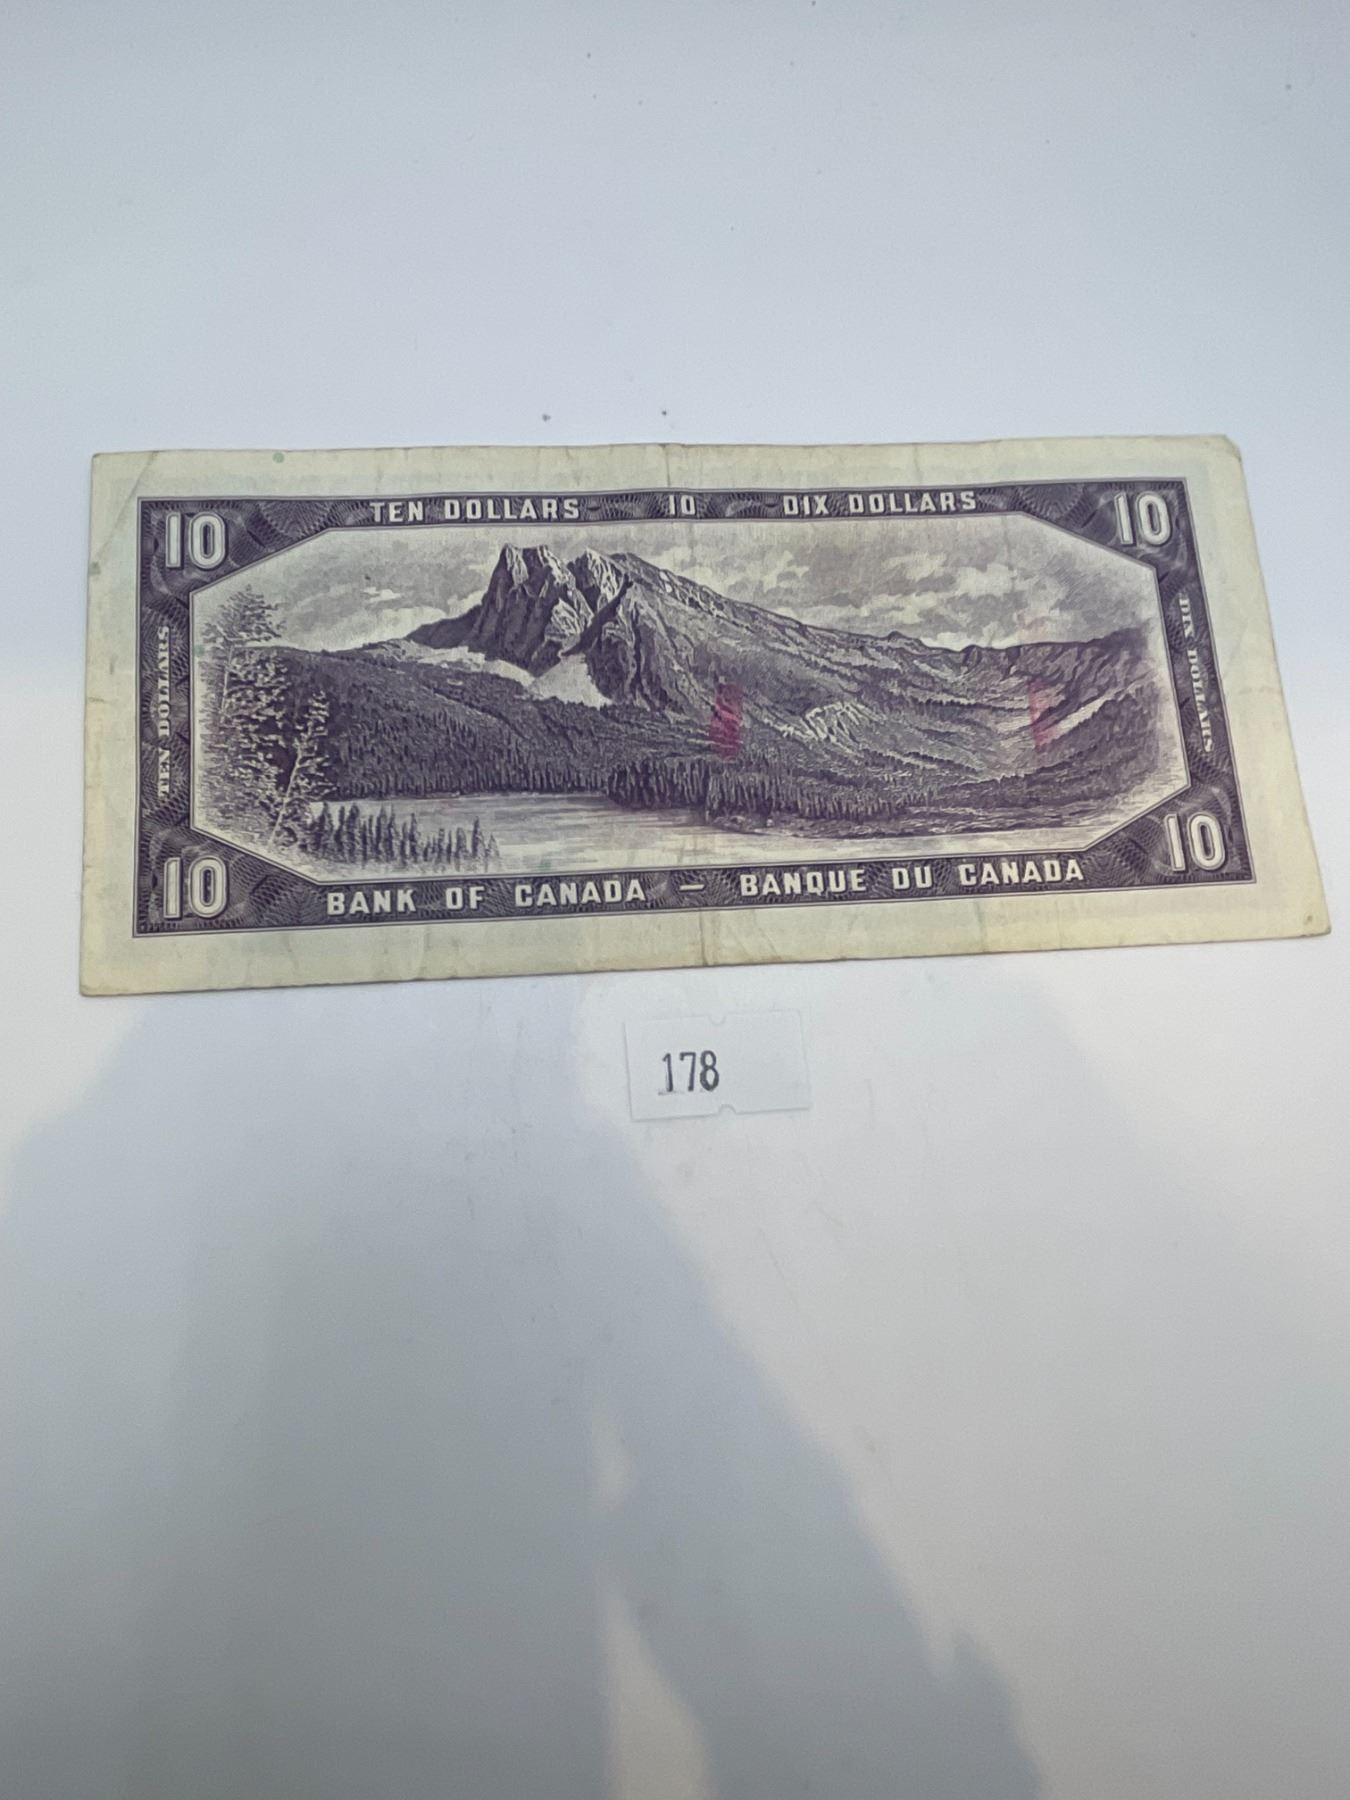 10 TEN DOLLARS 10 DIX DOLLARS 10
TEN DOLLARS
DIX DOLLARS
10 BANK OF CANADA — BANQUE DU CANADA 10
178